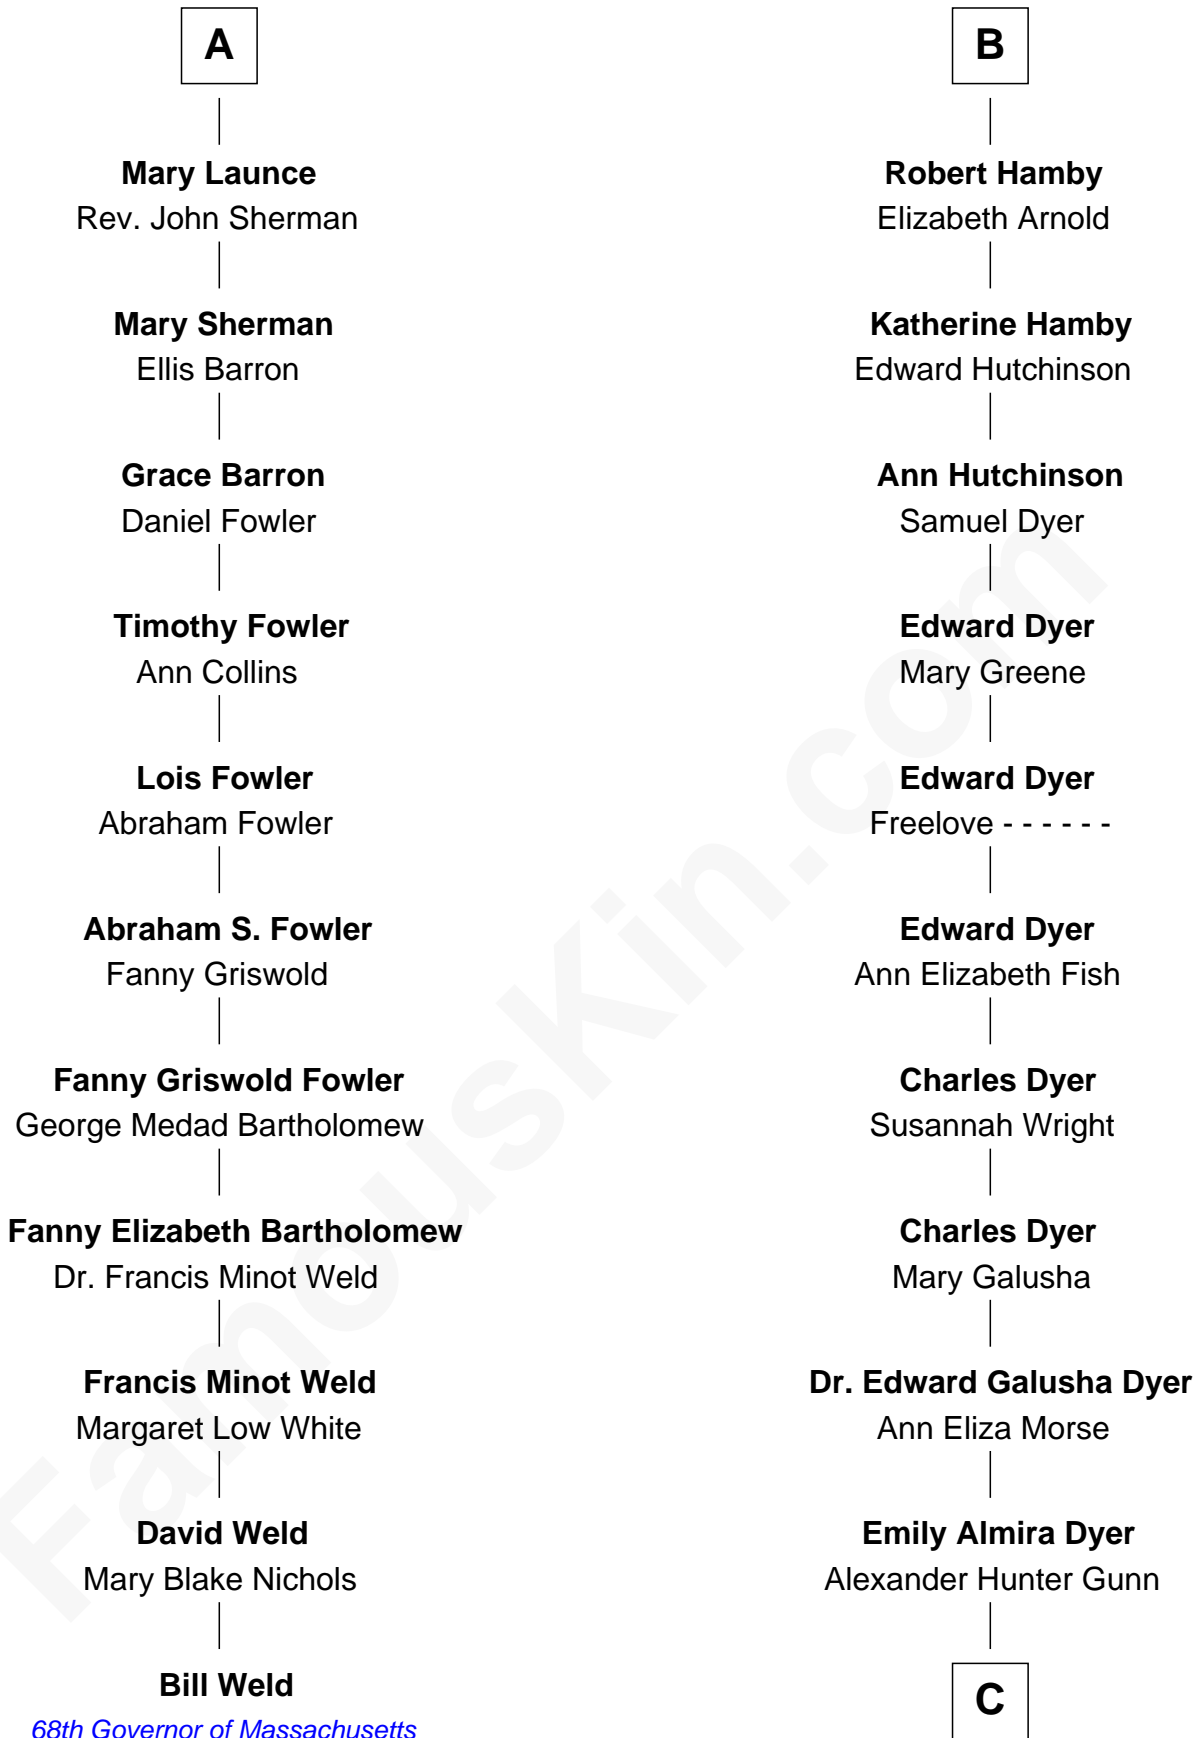 A
Mary Launce
Rev. John Sherman
Mary Sherman
Ellis Barron
Grace Barron
Daniel Fowler
Timothy Fowler
Ann Collins
Lois Fowler
Abraham Fowler
Abraham S. Fowler
Fanny Griswold
Fanny Griswold Fowler
George Medad Bartholomew
Fanny Elizabeth Bartholomew
Dr. Francis Minot Weld
Francis Minot Weld
Margaret Low White
David Weld
Mary Blake Nichols
Bill Weld
68th Governor of Massachusetts
B
Robert Hamby
Elizabeth Arnold
Katherine Hamby
Edward Hutchinson
Ann Hutchinson
Samuel Dyer
Edward Dyer
Mary Greene
Edward Dyer
Freelove - - - - - -
Edward Dyer
Ann Elizabeth Fish
Charles Dyer
Susannah Wright
Charles Dyer
Mary Galusha
Dr. Edward Galusha Dyer
Ann Eliza Morse
Emily Almira Dyer
Alexander Hunter Gunn
C
FamousKin.com